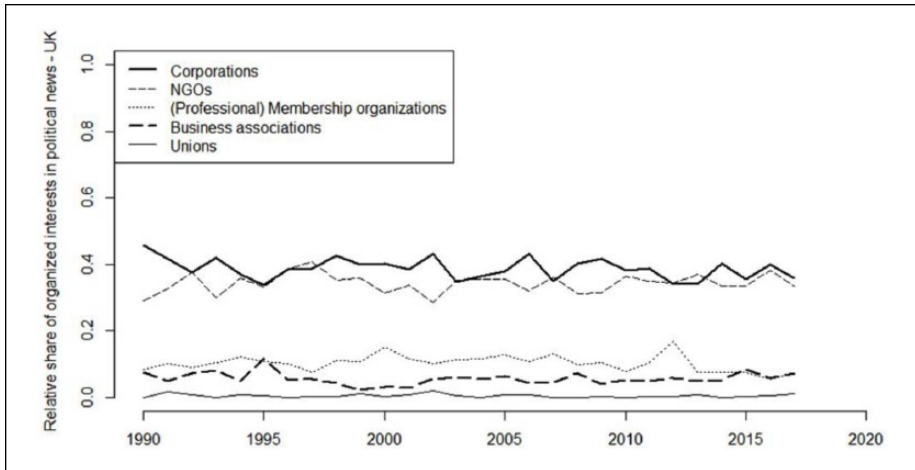 Relative share of organized interests in political news - UK
1.0
0.8
0.6
0.4
0.2
0.0
Corporations
NGOs
(Professional) Membership organizations
Business associations
Unions
1990 1995 2000 2005 2010 2015 2020